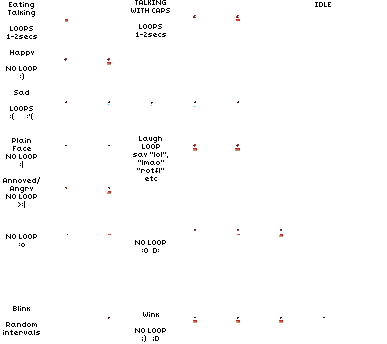 Eating
Talking
LOOPS
1-2secs
TALKING
WITH CAPS
LOOPS
1-2secs
IDLE
Happy
NO LOOP
:)
Sad
LOOPS
:( :'(
Plain
Face
NO LOOP
:|
Laugh
LOOP
say "lol",
"lmao"
"rotfl"
etc
Annoyed/
Angry
NO LOOP
>:|
NO LOOP
:o
NO LOOP
:O D:
Blink
Random
intervals
Wink
NO LOOP
;) ;D